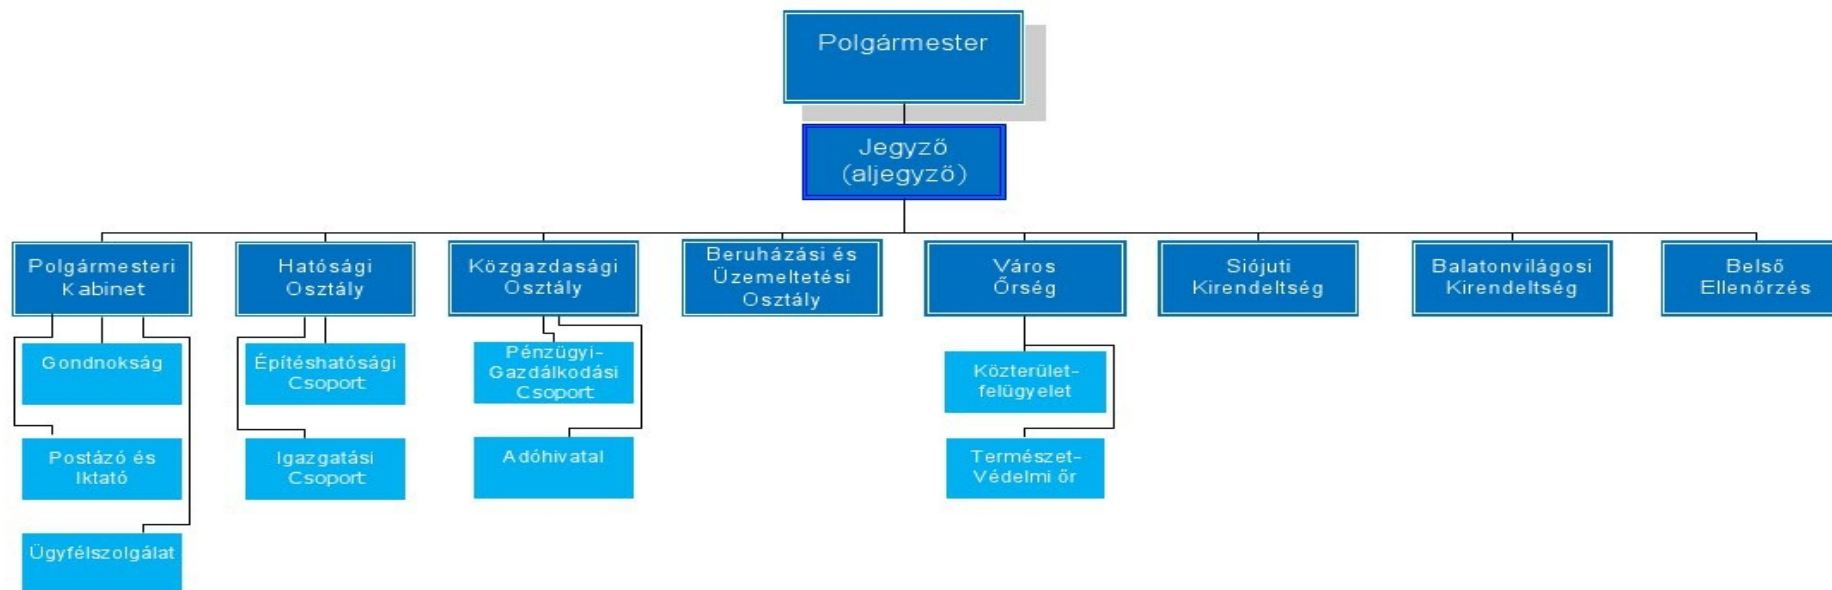 Polgármester
Jegyző
(aljegyző)
Polgármesteri
Kabinet
Hatósági
Osztály
Közgazdasági
Osztály
Beruházási és
Üzemeltetési
Osztály
Város
Őrség
Siójuti
Kirendeltség
Balatonvilágosi
Kirendeltség
Belső
Ellenőrzés
Gondnokság
Építéshatósági
Csoport
Pénzügyi-
Gazdálkodási
Csoport
Közterület-
felügyelet
Postázó és
Iktató
Igazgatási
Csoport
Adóhivatal
Természet-
Védelmi őr
Ügyfélszolgálat